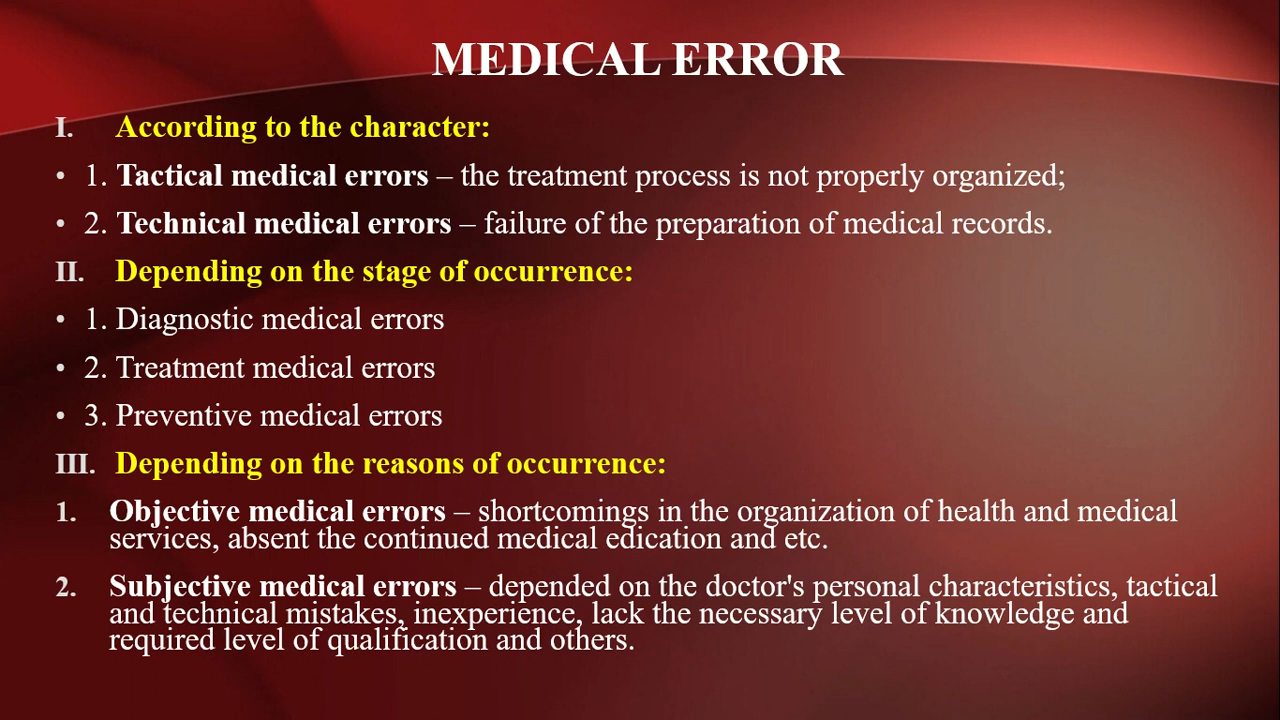 MEDICAL ERROR
I. According to the character:
• 1. Tactical medical errors – the treatment process is not properly organized;
• 2. Technical medical errors – failure of the preparation of medical records.
II. Depending on the stage of occurrence:
• 1. Diagnostic medical errors
• 2. Treatment medical errors
• 3. Preventive medical errors
III. Depending on the reasons of occurrence:
1. Objective medical errors – shortcomings in the organization of health and medical
services, absent the continued medical edication and etc.
2. Subjective medical errors – depended on the doctor's personal characteristics, tactical
and technical mistakes, inexperience, lack the necessary level of knowledge and
required level of qualification and others.